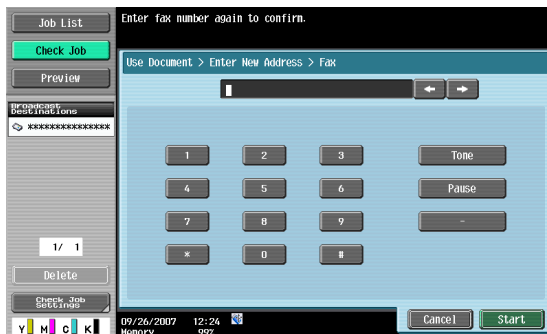 Job List
Check Job
Preview
Broadcast
Destinations
***************
1/ 1
Delete
Check Job
Settings
Y M C K
Enter fax number again to confirm.
Use Document > Enter New Address > Fax
1 2 3 Tone
4 5 6 Pause
7 8 9 -
* 0 #
09/26/2007 12:24
Memory 99%
Cancel Start